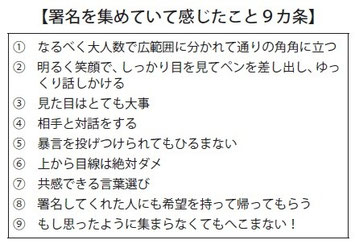 【署名を集めていて感じたこと９カ条】
① なるべく大人数で広範囲に分かれて通りの角角に立つ
② 明るく笑顔で、しっかり目を見てペンを差し出し、ゆっ
くり話しかける
③ 見た目はとても大事
④ 相手と対話をする
⑤ 暴言を投げつけられてもひるまない
⑥ 上から目線は絶対ダメ
⑦ 共感できる言葉選び
⑧ 署名してくれた人にも希望を持って帰ってもらう
⑨ もし思ったように集まらなくてもへこまない！